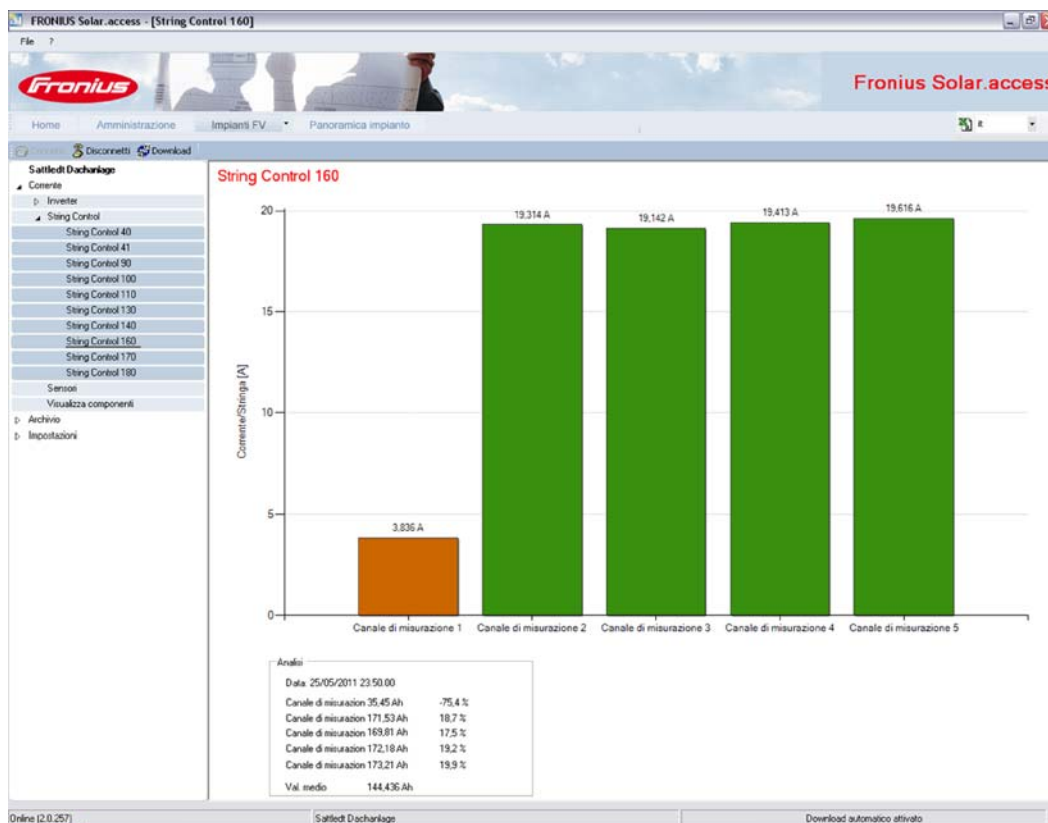 FRONIUS Solar.access - [String Control 160]
File ?
Fronius
Fronius Solar.access
Home Amministrazione Impianti FV Panoramica impianto it
Disconnetti Download
Sattledt Dachanlage
Corrente
Inverter
String Control
String Control 40
String Control 41
String Control 90
String Control 100
String Control 110
String Control 130
String Control 140
String Control 160
String Control 170
String Control 180
Sensori
Visualizza componenti
Archivio
Impostazioni
String Control 160
Corrente/Stringa [A]
20
15
10
5
0
3,836 A
19,314 A
19,142 A
19,413 A
19,616 A
Canale di misurazione 1 Canale di misurazione 2 Canale di misurazione 3 Canale di misurazione 4 Canale di misurazione 5
Analisi
Data: 25/05/2011 23.50.00
Canale di misurazion 35,45 Ah -75,4 %
Canale di misurazion 171,53 Ah 18,7 %
Canale di misurazion 169,81 Ah 17,5 %
Canale di misurazion 172,18 Ah 19,2 %
Canale di misurazion 173,21 Ah 19,9 %
Val. medio 144,436 Ah
Online (2.0.257) Sattledt Dachanlage Download automatico attivato